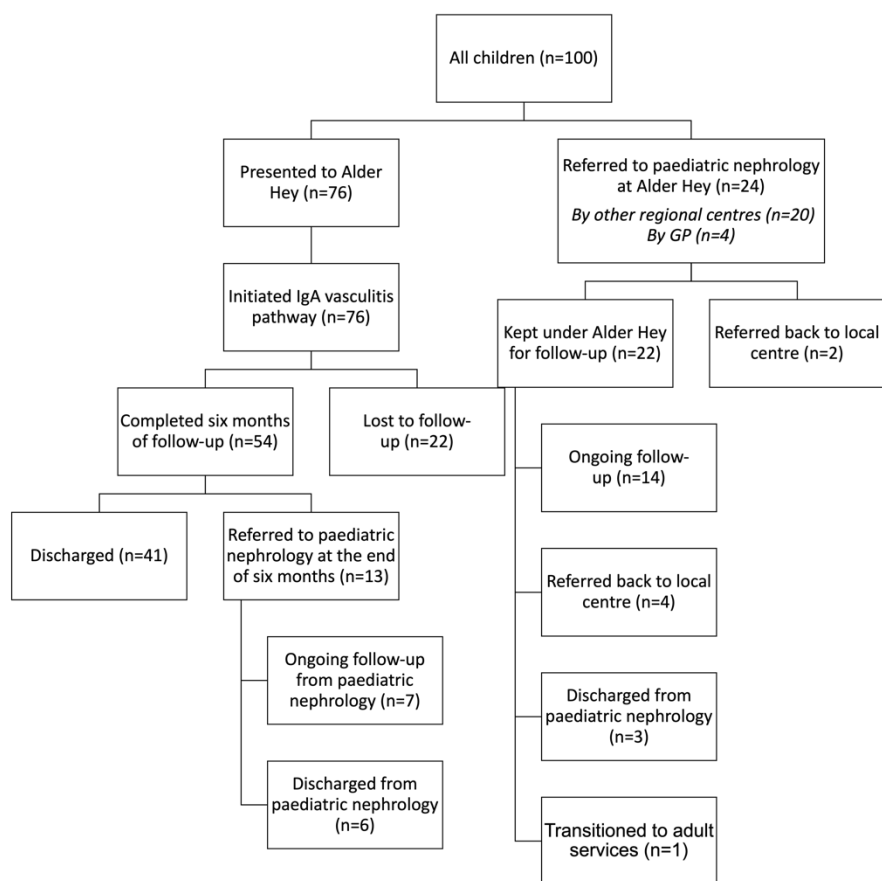 All children (n=100)
Presented to Alder
Hey (n=76)
Referred to paediatric nephrology
at Alder Hey (n=24)
By other regional centres (n=20)
By GP (n=4)
Initiated IgA vasculitis
pathway (n=76)
Kept under Alder Hey
for follow-up (n=22)
Referred back to local
centre (n=2)
Completed six months
of follow-up (n=54)
Lost to follow-
up (n=22)
Ongoing follow-
up (n=14)
Discharged (n=41)
Referred to paediatric
nephrology at the end
of six months (n=13)
Referred back to local
centre (n=4)
Ongoing follow-up
from paediatric
nephrology (n=7)
Discharged from
paediatric nephrology
(n=3)
Discharged from
paediatric nephrology
(n=6)
Transitioned to adult
services (n=1)